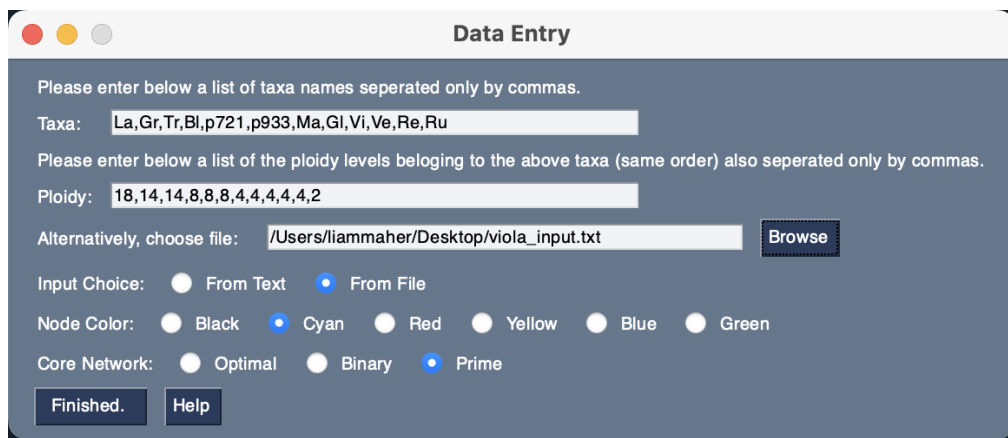 Data Entry
Please enter below a list of taxa names seperated only by commas.
Taxa: La,Gr,Tr,Bl,p721,p933,Ma,Gl,Vi,Ve,Re,Ru
Please enter below a list of the ploidy levels beloging to the above taxa (same order) also seperated only by commas.
Ploidy: 18,14,14,8,8,8,4,4,4,4,4,2
Alternatively, choose file: /Users/liammaher/Desktop/viola_input.txt Browse
Input Choice: From Text From File
Node Color: Black Cyan Red Yellow Blue Green
Core Network: Optimal Binary Prime
Finished. Help